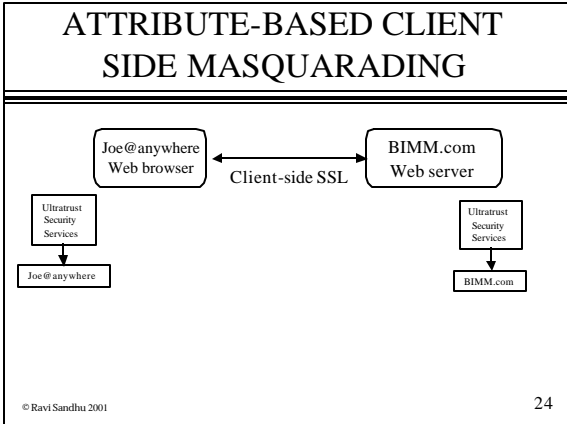 ATTRIBUTE-BASED CLIENT
SIDE MASQUARADING
Joe@anywhere
Web browser
Client-side SSL
BIMM.com
Web server
Ultratrust
Security
Services
Joe@anywhere
Ultratrust
Security
Services
BIMM.com
© Ravi Sandhu 2001
24